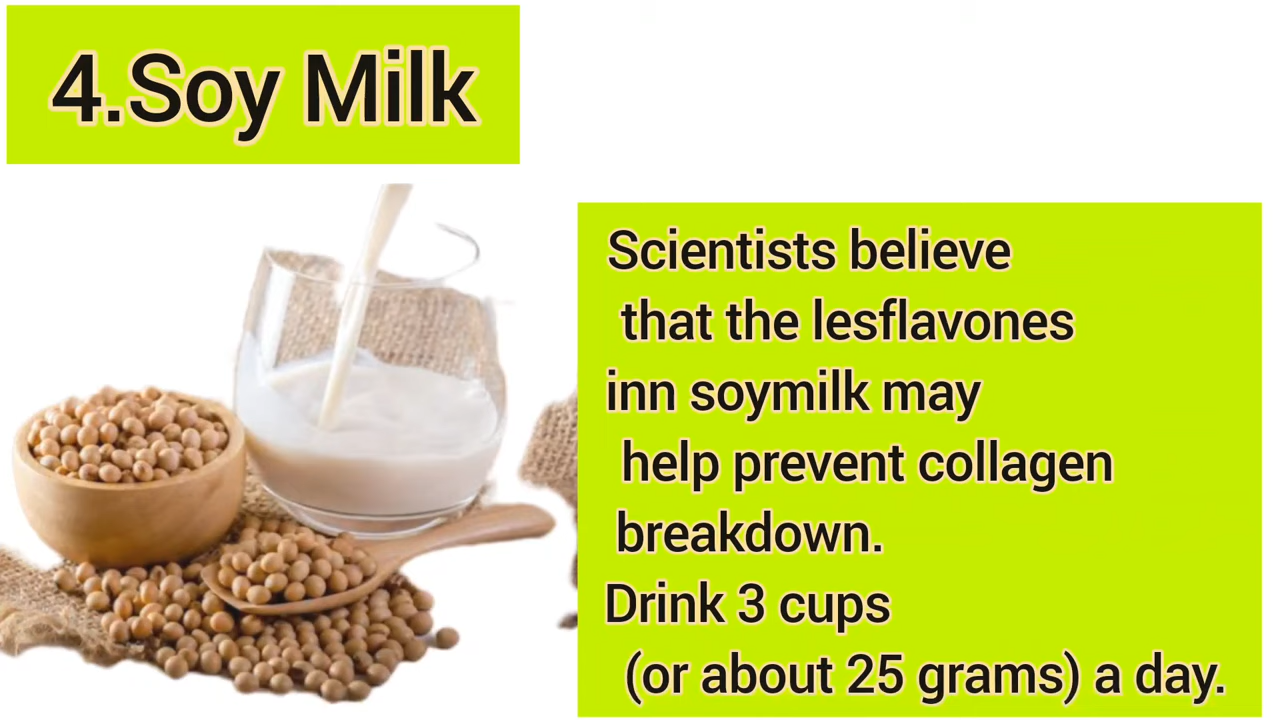 4.Soy Milk
Scientists believe
that the lesflavones
inn soymilk may
help prevent collagen
breakdown.
Drink 3 cups
(or about 25 grams) a day.